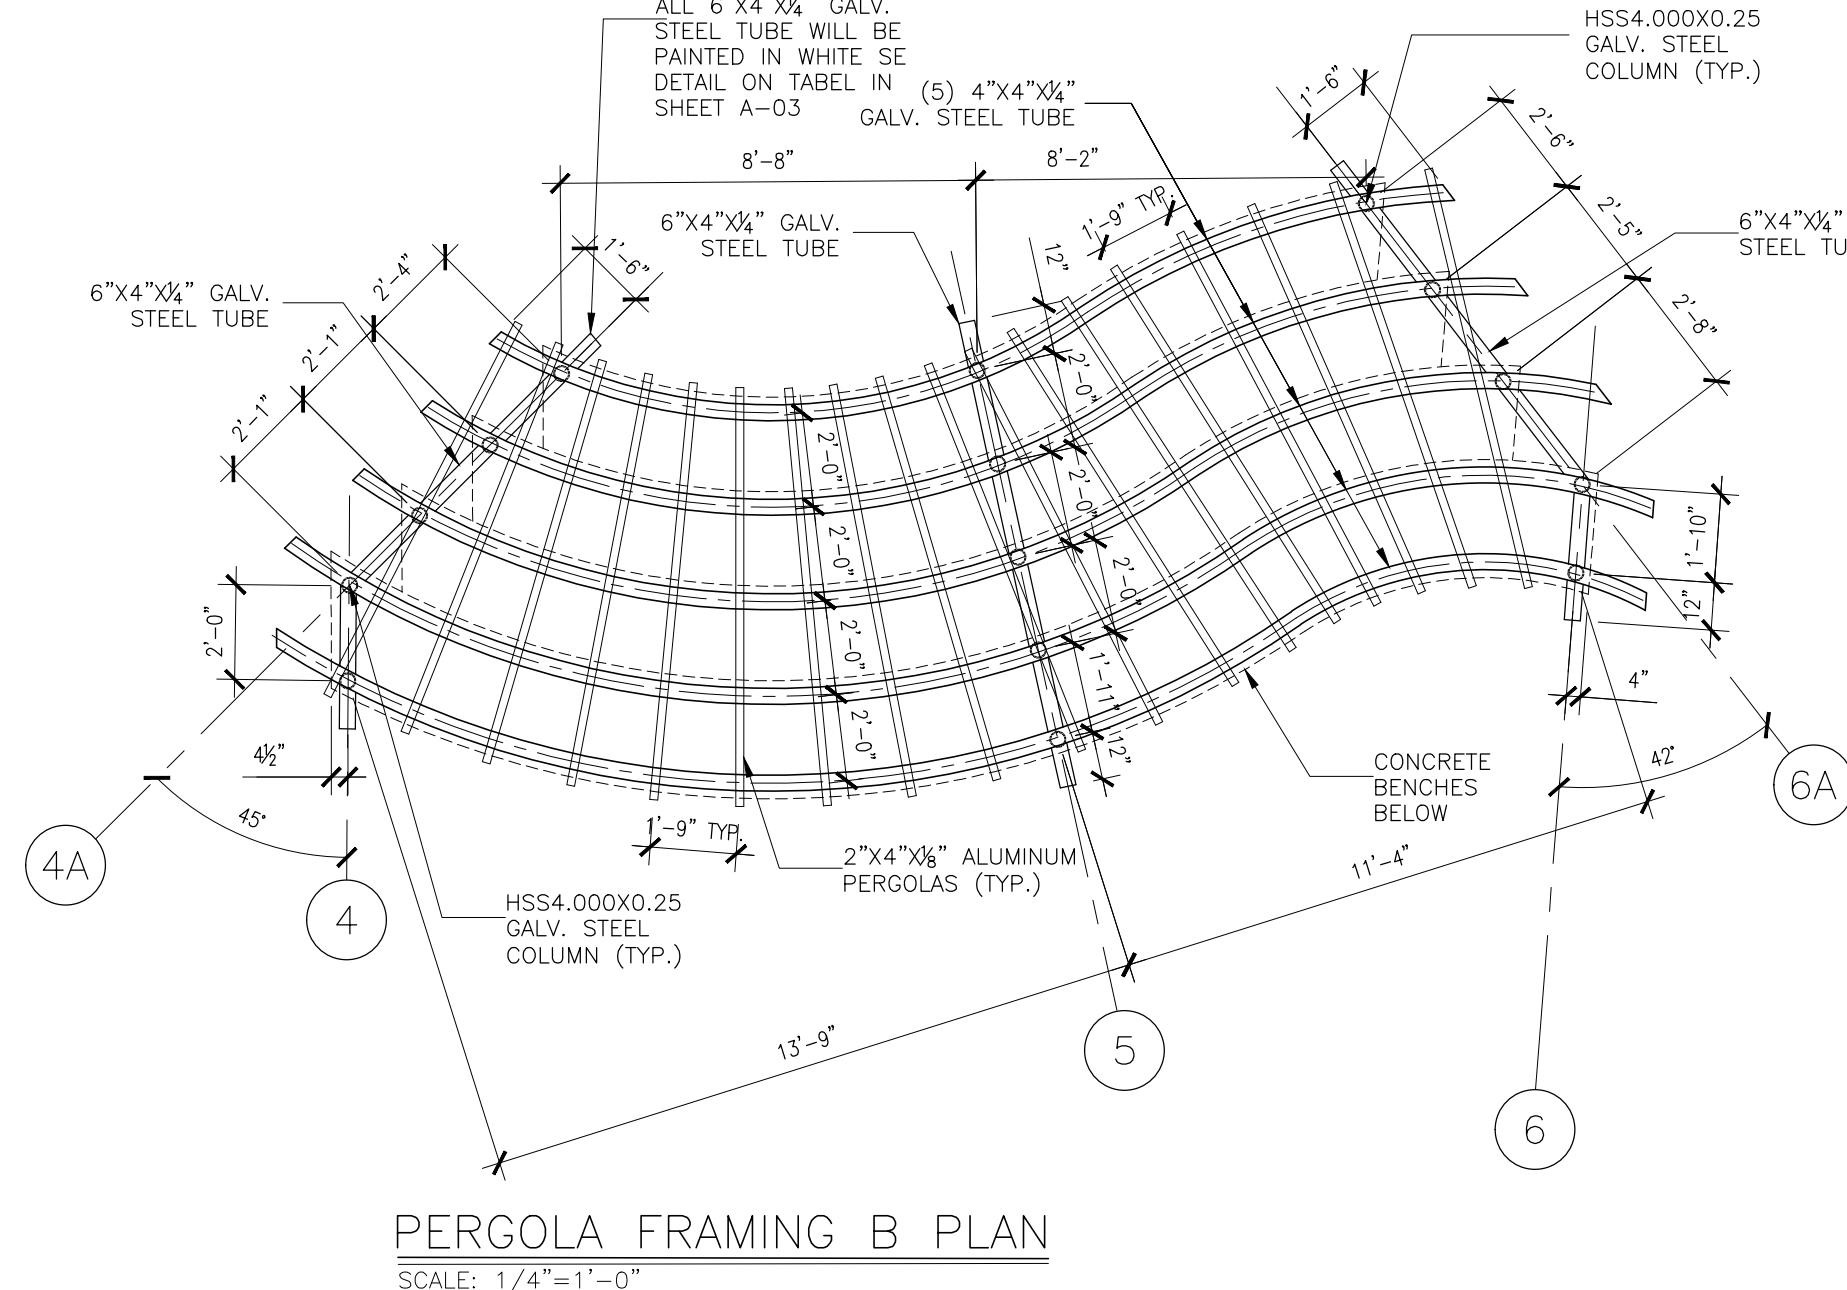 ALL 6 X4 X1/4" GALV.
STEEL TUBE WILL BE
PAINTED IN WHITE SE
DETAIL ON TABEL IN
SHEET A-03
(5) 4"X4"X1/4"
GALV. STEEL TUBE
HSS4.000X0.25
GALV. STEEL
COLUMN (TYP.)
1'-6"
2'-6"
8'-8"
8'-2"
1'-9" TYP.
2'-5"
6"X4"X1/4" GALV.
STEEL TUBE
12"
6"X4"X1/4"
STEEL TU
1'-6"
2'-4"
6"X4"X1/4" GALV.
STEEL TUBE
2'-1"
2'-8"
2'-1"
2'-0"
2'-0"
2'-0"
2'-0"
2'-0"
2'-0"
2'-0"
1'-11"
12"
2'-0"
1'-10"
12"
4"
4½"
45°
42°
CONCRETE
BENCHES
BELOW
1'-9" TYP.
2"X4"X1/8" ALUMINUM
PERGOLAS (TYP.)
HSS4.000X0.25
GALV. STEEL
COLUMN (TYP.)
11'-4"
13'-9"
4A
4
5
6
6A
PERGOLA FRAMING B PLAN
SCALE: 1/4"=1'-0"